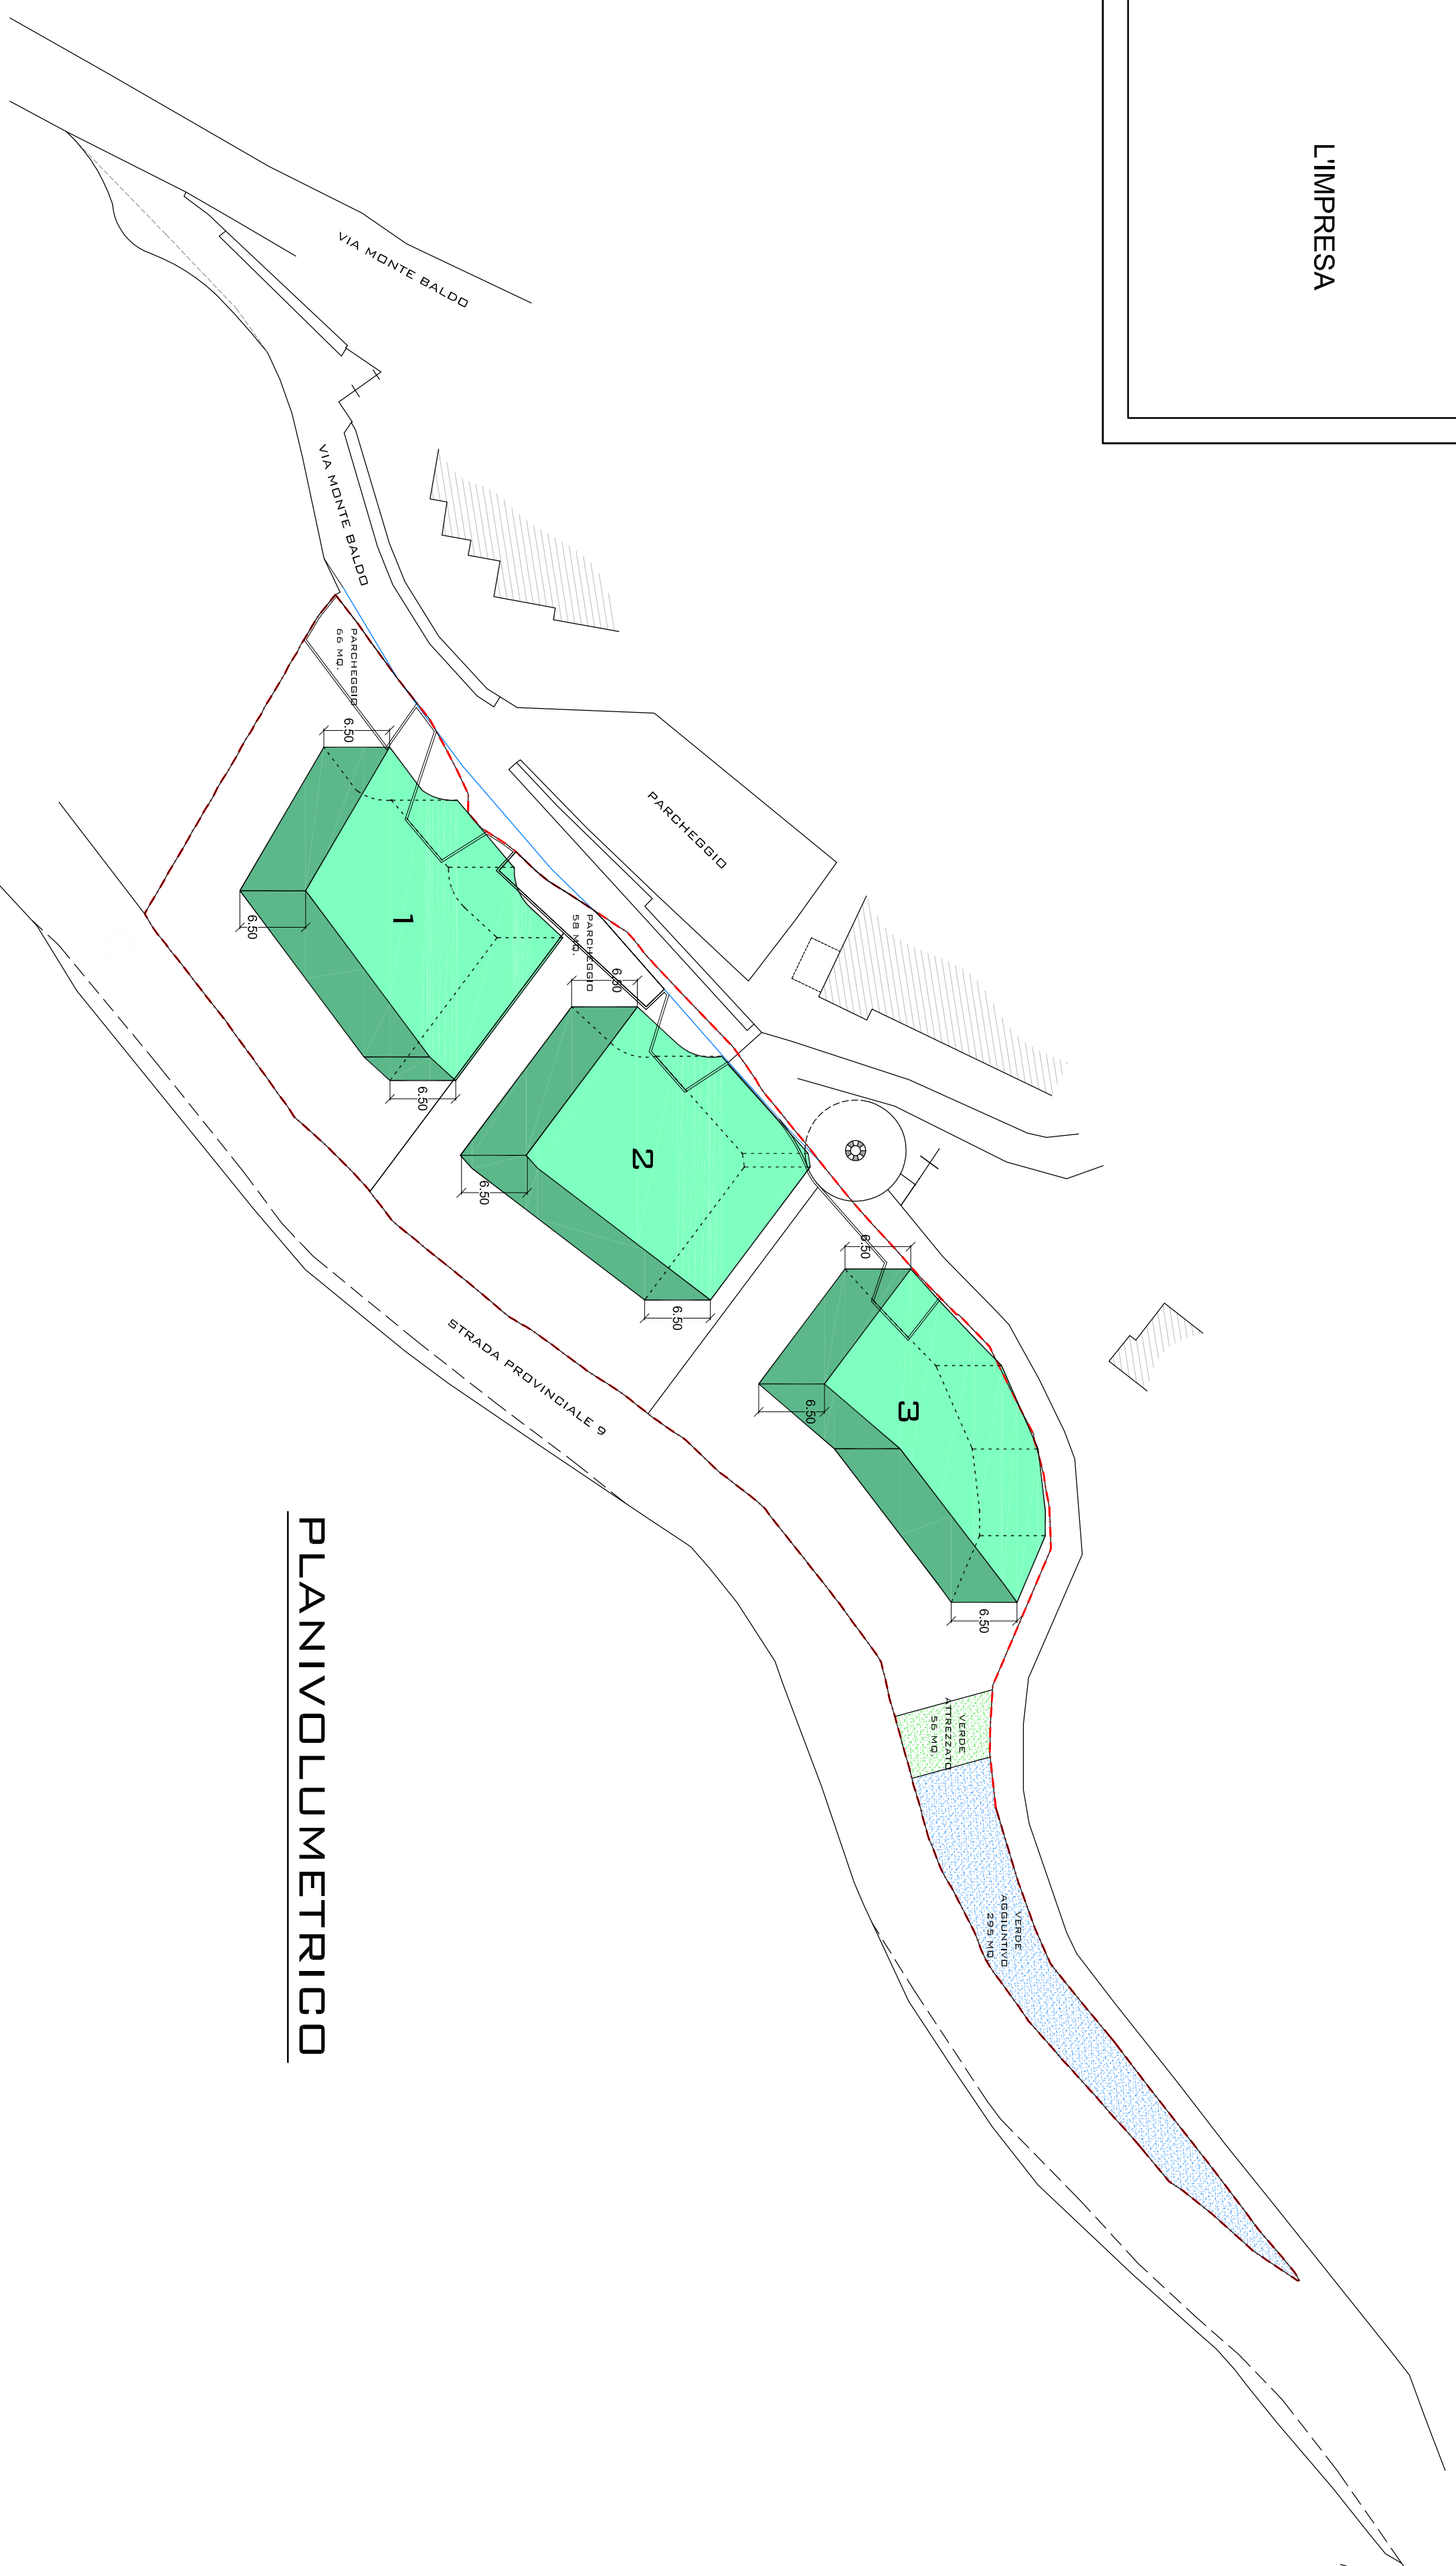 L'IMPRESA
VIA MONTE BALDO
VIA MONTE BALDO
PARCHEGGIO
66 MQ.
6.50
6.50
1
6.50
PARCHEGGIO
PARCHEGGIO
58 MQ.
6.50
2
6.50
6.50
6.50
3
6.50
6.50
STRADA PROVINCIALE 9
VERDE
ATTREZZATO
56 MQ.
VERDE
AGGIUNTIVO
295 MQ.
PLANIVOLUMETRICO